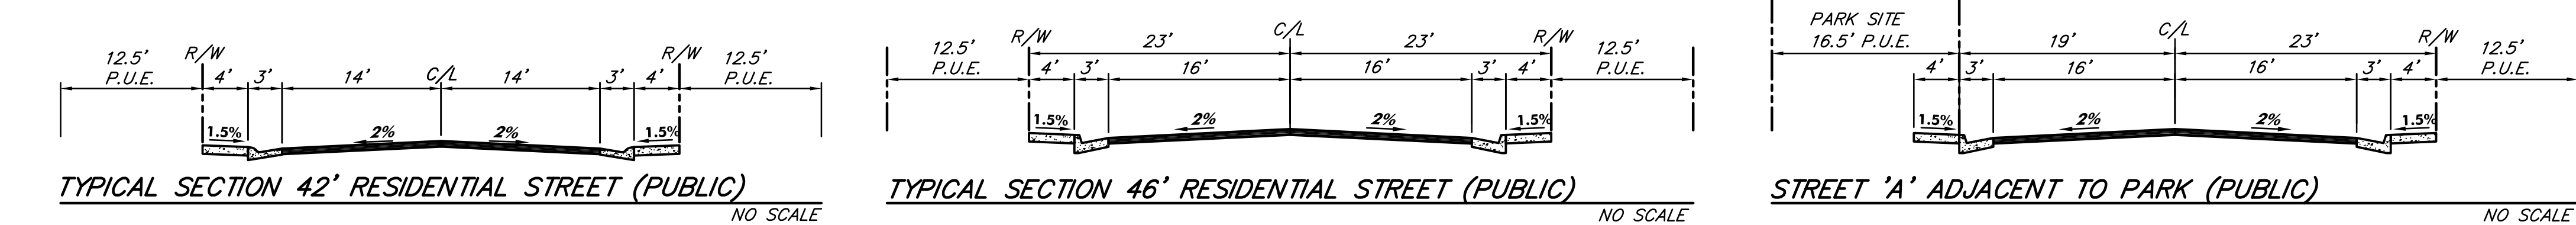 12.5' R/W R/W 12.5'
P.U.E. 4' 3' 14' C/L 14' 3' 4' P.U.E.
1.5% 2% 2% 1.5%
TYPICAL SECTION 42' RESIDENTIAL STREET (PUBLIC)
NO SCALE
R/W 23' C/L 23' R/W
12.5' 12.5'
P.U.E. 4' 3' 16' 16' 3' 4' P.U.E.
1.5% 2% 2% 1.5%
TYPICAL SECTION 46' RESIDENTIAL STREET (PUBLIC)
NO SCALE
PARK SITE C/L
16.5' P.U.E. 19' 23' R/W 12.5'
4' 3' 16' 16' 3' 4' P.U.E.
1.5% 2% 2% 1.5%
STREET 'A' ADJACENT TO PARK (PUBLIC)
NO SCALE